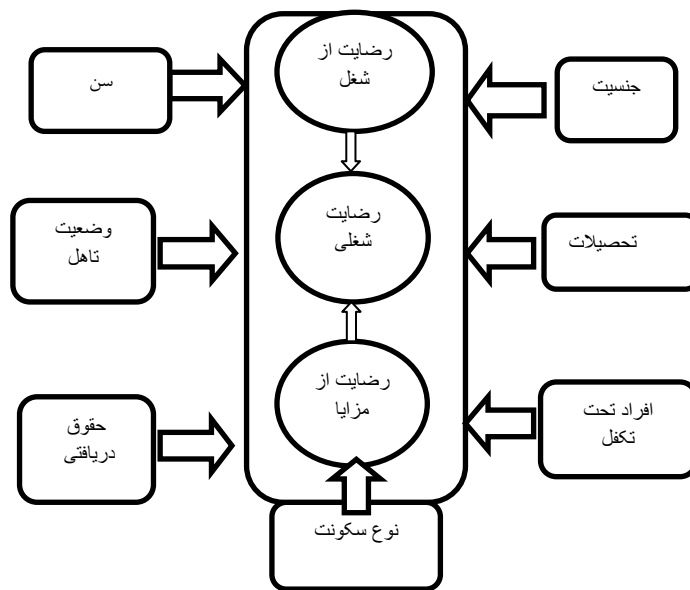 رضایت از
شغل
جنسیت
سن
رضایت
شغلی
تحصیلات
وضعیت
تاهل
رضایت از
مزایا
افراد تحت
تکفل
حقوق
دریافتی
نوع سکونت